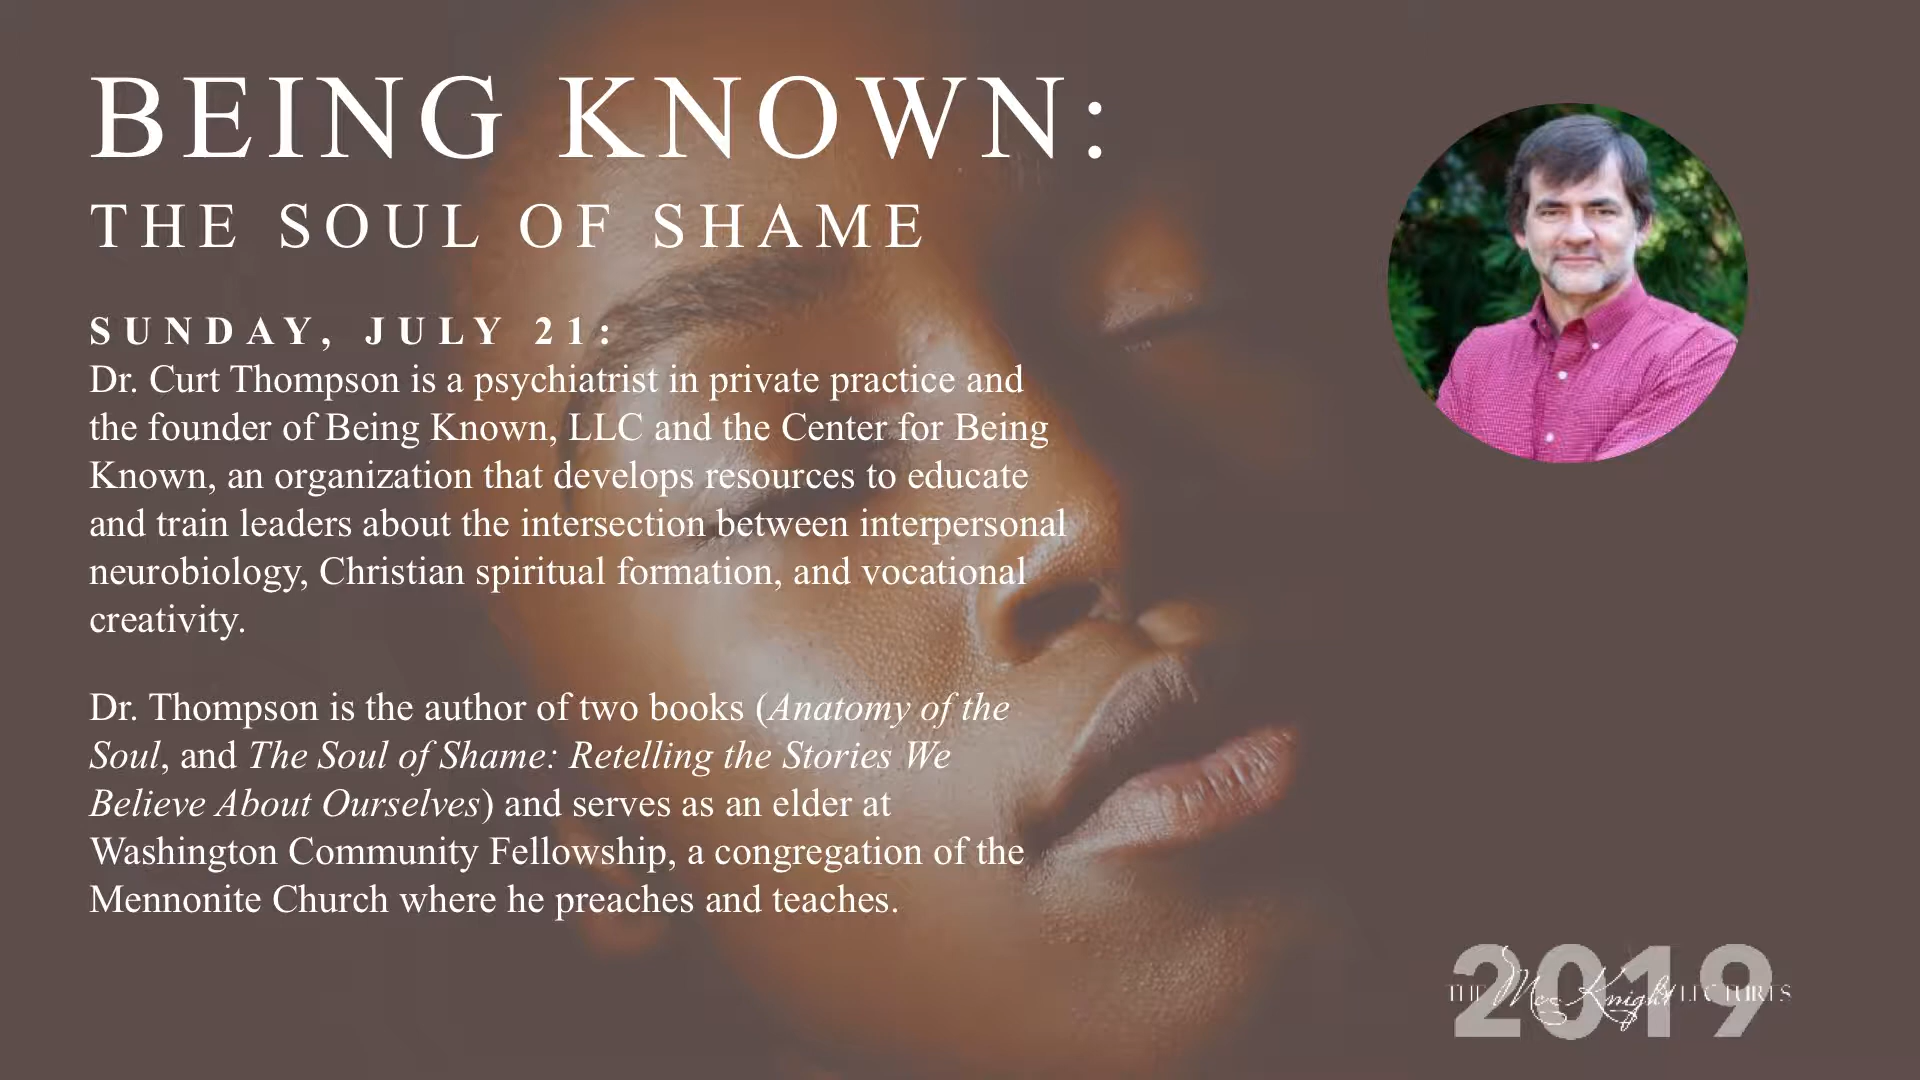 BEING KNOWN:
THE SOUL OF SHAME
SUNDAY, JULY 21:
Dr. Curt Thompson is a psychiatrist in private practice and
the founder of Being Known, LLC and the Center for Being
Known, an organization that develops resources to educate
and train leaders about the intersection between interpersonal
neurobiology, Christian spiritual formation, and vocational
creativity.
Dr. Thompson is the author of two books (Anatomy of the
Soul, and The Soul of Shame: Retelling the Stories We
Believe About Ourselves) and serves as an elder at
Washington Community Fellowship, a congregation of the
Mennonite Church where he preaches and teaches.
2019
THE McKnight LECTURES